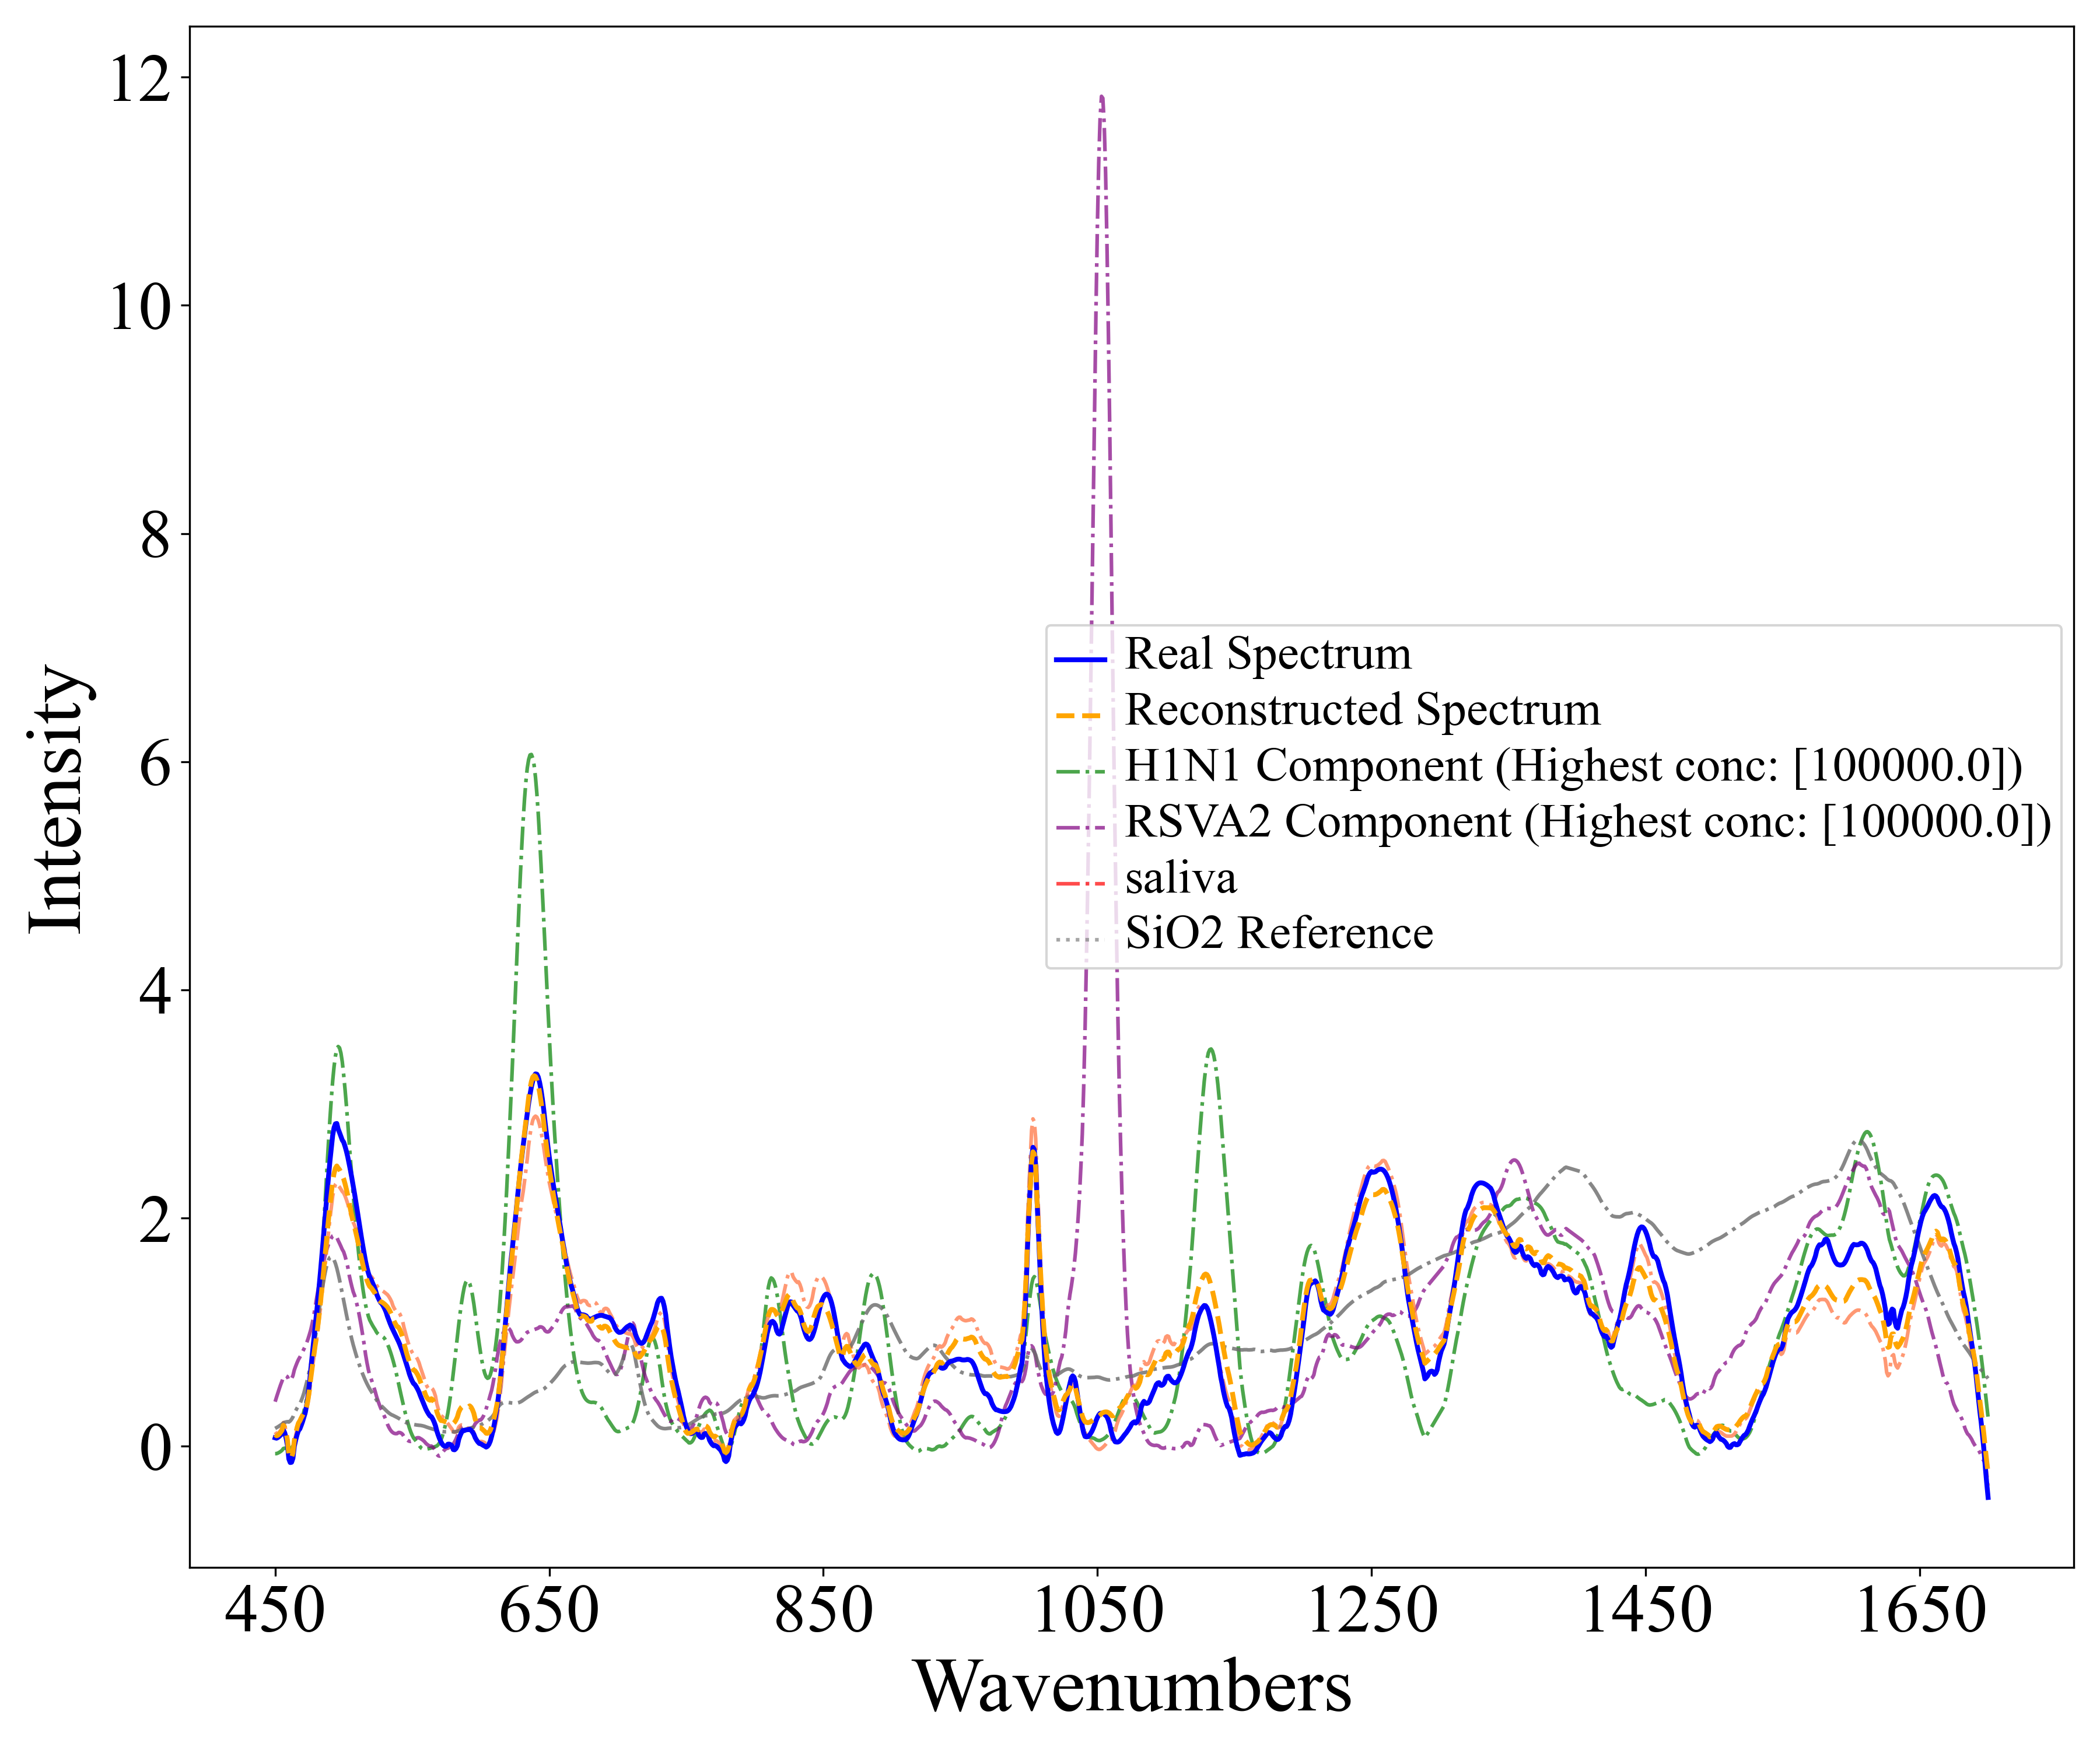 12
10
8
6
4
2
0
Intensity
Real Spectrum
Reconstructed Spectrum
H1N1 Component (Highest conc: [100000.0])
RSVA2 Component (Highest conc: [100000.0])
saliva
SiO2 Reference
450 650 850 1050 1250 1450 1650
Wavenumbers